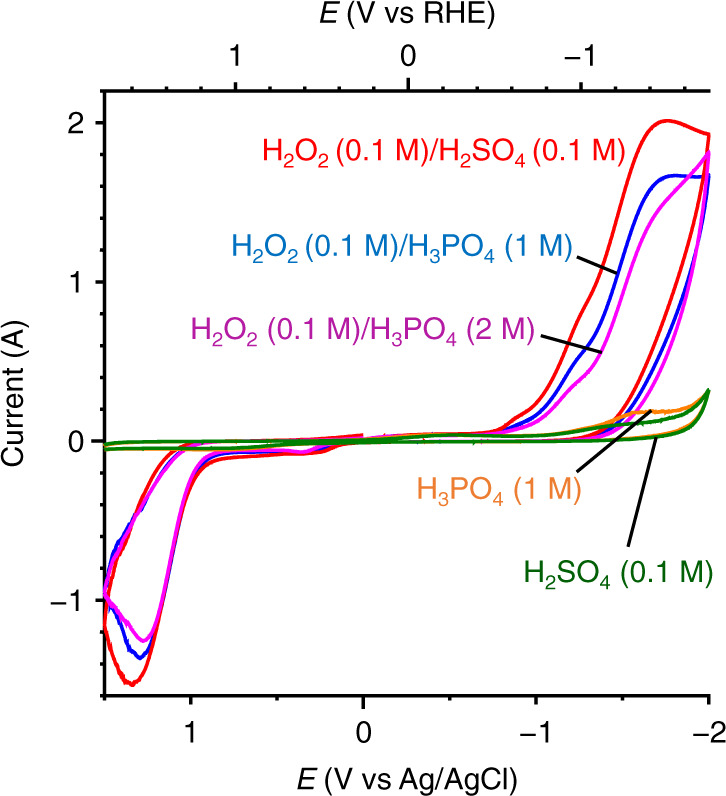 E (V vs RHE)
1 0 −1
2
H₂O₂ (0.1 M)/H₂SO₄ (0.1 M)
H₂O₂ (0.1 M)/H₃PO₄ (1 M)
1
H₂O₂ (0.1 M)/H₃PO₄ (2 M)
Current (A)
0
H₃PO₄ (1 M)
H₂SO₄ (0.1 M)
−1
1 0 −1 −2
E (V vs Ag/AgCl)